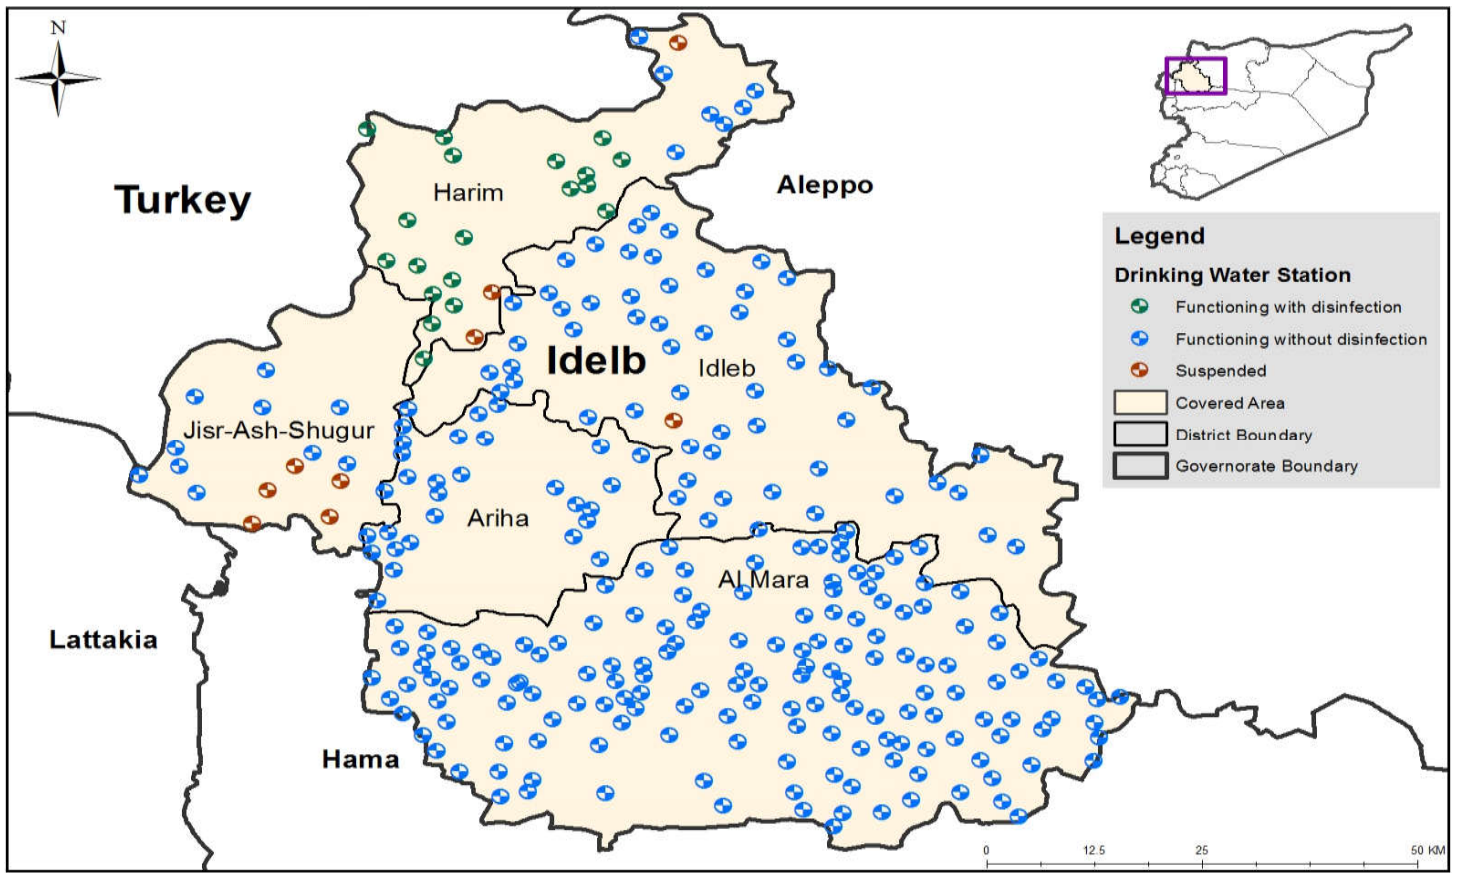 N
Turkey
Harim
Aleppo
Legend
Drinking Water Station
Functioning with disinfection
Functioning without disinfection
Suspended
Covered Area
District Boundary
Governorate Boundary
Idelb
Idleb
Jisr-Ash-Shugur
Ariha
Al Mara
Lattakia
Hama
0 12.5 25 50 KM